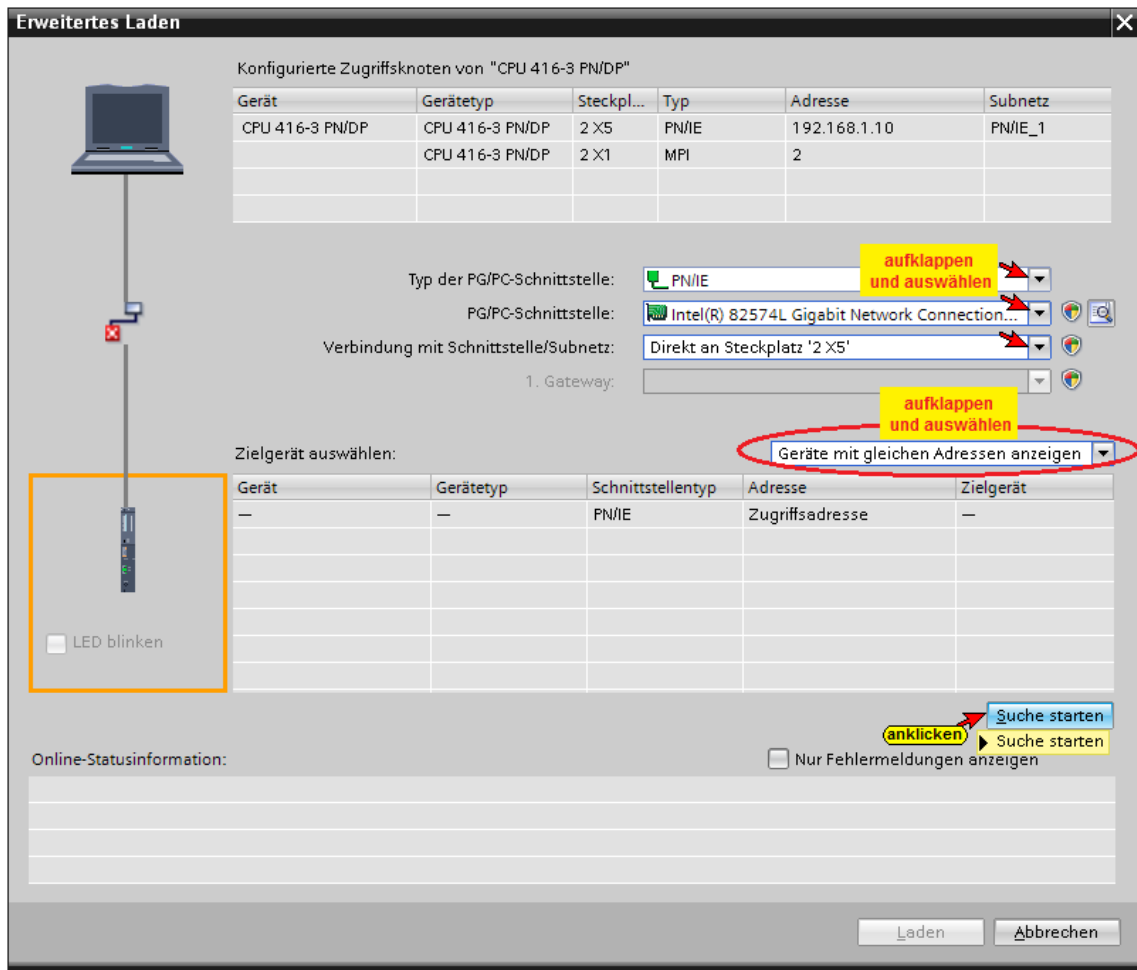 Erweitertes Laden
Konfigurierte Zugriffsknoten von "CPU 416-3 PN/DP"
Gerät Gerätetyp Steckpl... Typ Adresse Subnetz
CPU 416-3 PN/DP CPU 416-3 PN/DP 2 X5 PN/IE 192.168.1.10 PN/IE_1
CPU 416-3 PN/DP 2 X1 MPI 2
aufklappen
und auswählen
Typ der PG/PC-Schnittstelle: PN/IE
PG/PC-Schnittstelle: Intel(R) 82574L Gigabit Network Connection...
Verbindung mit Schnittstelle/Subnetz: Direkt an Steckplatz '2 X5'
1. Gateway:
aufklappen
und auswählen
Zielgerät auswählen: Geräte mit gleichen Adressen anzeigen
Gerät Gerätetyp Schnittstellentyp Adresse Zielgerät
— — PN/IE Zugriffsadresse —
LED blinken
Suche starten
anklicken Suche starten
Online-Statusinformation: Nur Fehlermeldungen anzeigen
Laden Abbrechen